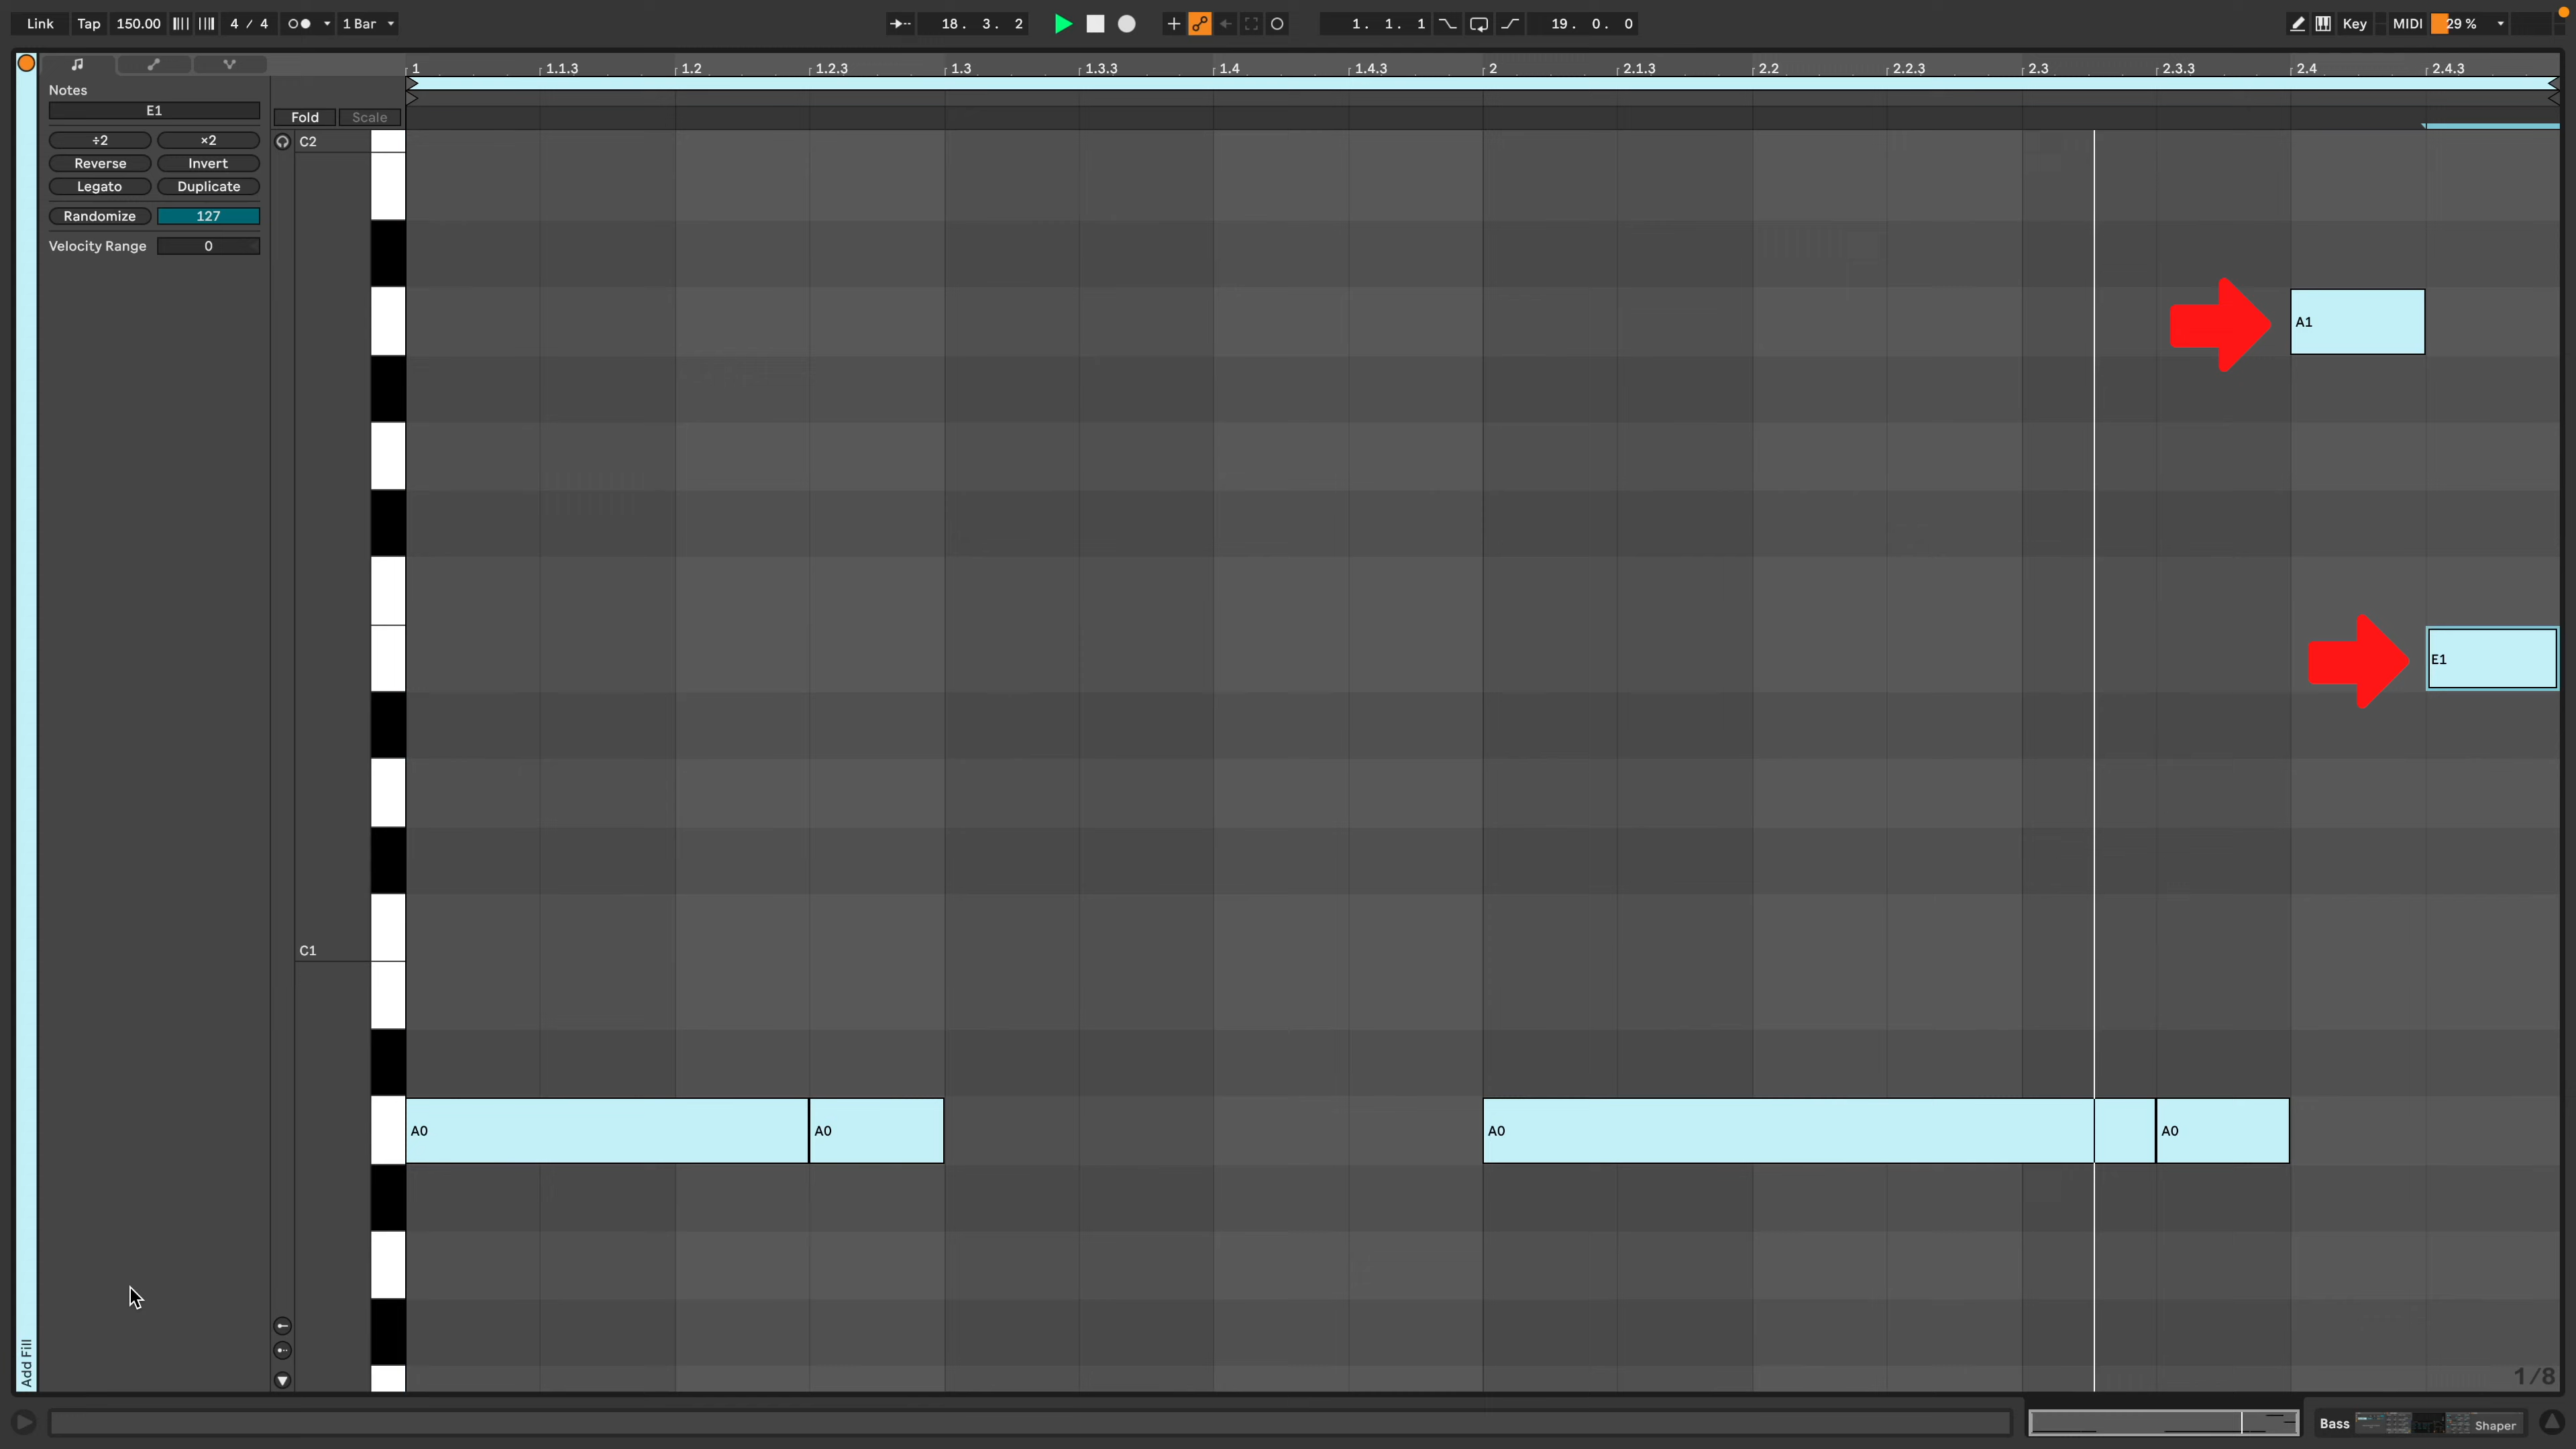 Link Tap 150.00 4 / 4 1 Bar 18. 3. 2 1. 1. 1 19. 0. 0 Key MIDI 29 %
1 1.1.3 1.2 1.2.3 1.3 1.3.3 1.4 1.4.3 2 2.1.3 2.2 2.2.3 2.3 2.3.3 2.4 2.4.3
Notes
E1
Fold Scale
÷2 ×2
C2
Reverse Invert
Legato Duplicate
Randomize 127
Velocity Range 0
A1
E1
C1
A0 A0 A0 A0
Add Fill
1/8
Bass Shaper